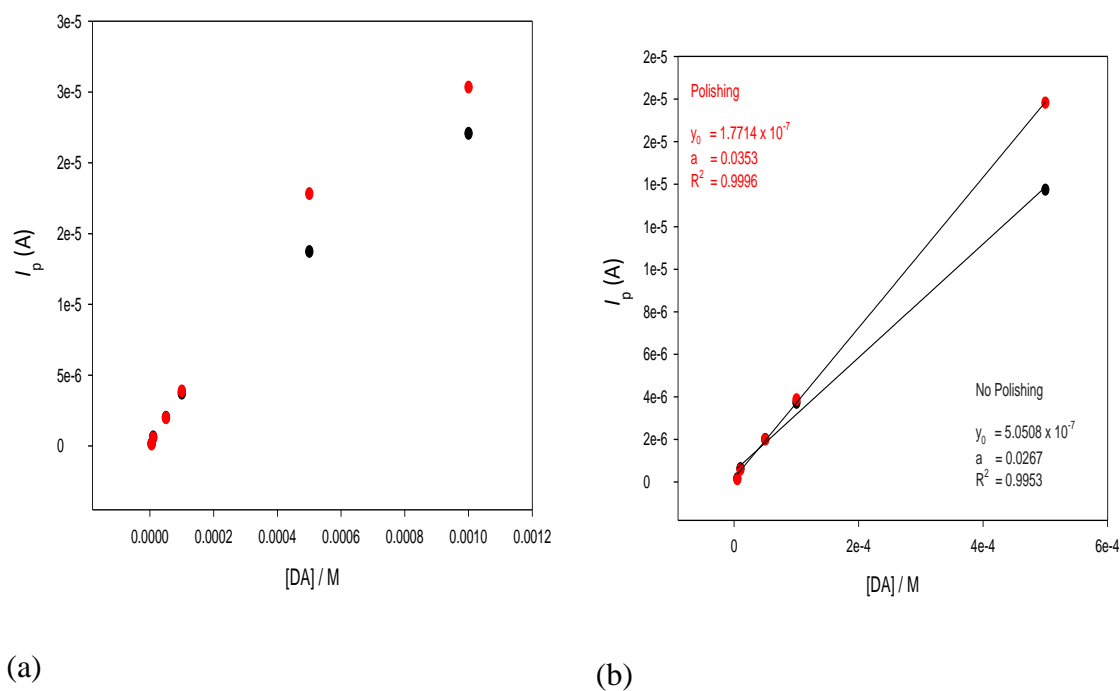 3e-5
3e-5
2e-5
2e-5
1e-5
5e-6
0
I p (A)
0.0000 0.0002 0.0004 0.0006 0.0008 0.0010 0.0012
[DA] / M
(a)
2e-5
2e-5
2e-5
1e-5
1e-5
1e-5
8e-6
6e-6
4e-6
2e-6
0
I p (A)
Polishing
y0 = 1.7714 x 10-7
a = 0.0353
R2 = 0.9996
No Polishing
y0 = 5.0508 x 10-7
a = 0.0267
R2 = 0.9953
0 2e-4 4e-4 6e-4
[DA] / M
(b)